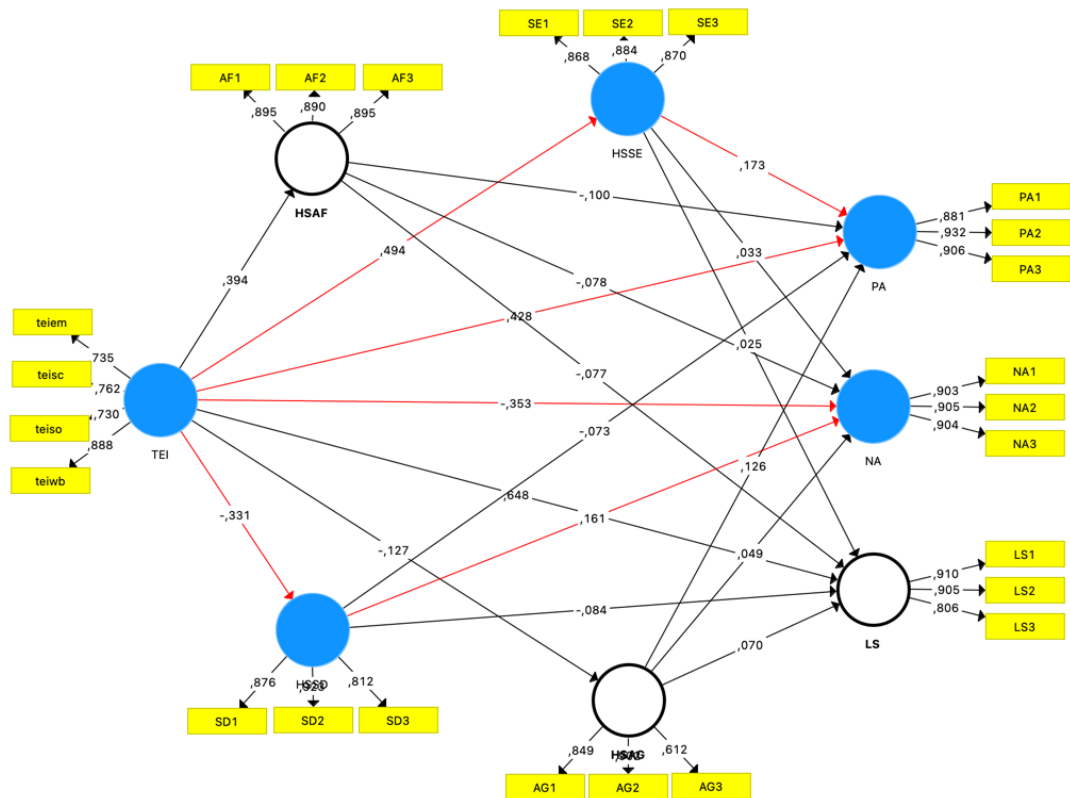 SE1
SE2
SE3
,868
,884
,870
AF1
AF2
AF3
,895
,890
,895
HSSE
HSAF
,173
-,100
PA1
,881
PA2
,932
PA3
,906
PA
,494
,033
,394
-,078
,428
,025
teiem
,735
teisc
,762
teiso
,730
teiwb
,888
TEI
-,077
-,353
-,073
NA1
,903
NA2
,905
NA3
,904
NA
,126
,648
-,331
,161
-,127
,049
LS1
,910
LS2
,905
LS3
,806
LS
-,084
,070
HSSD
,876
,812
SD1
SD2
SD3
HSAG
,849
,612
AG1
AG2
AG3